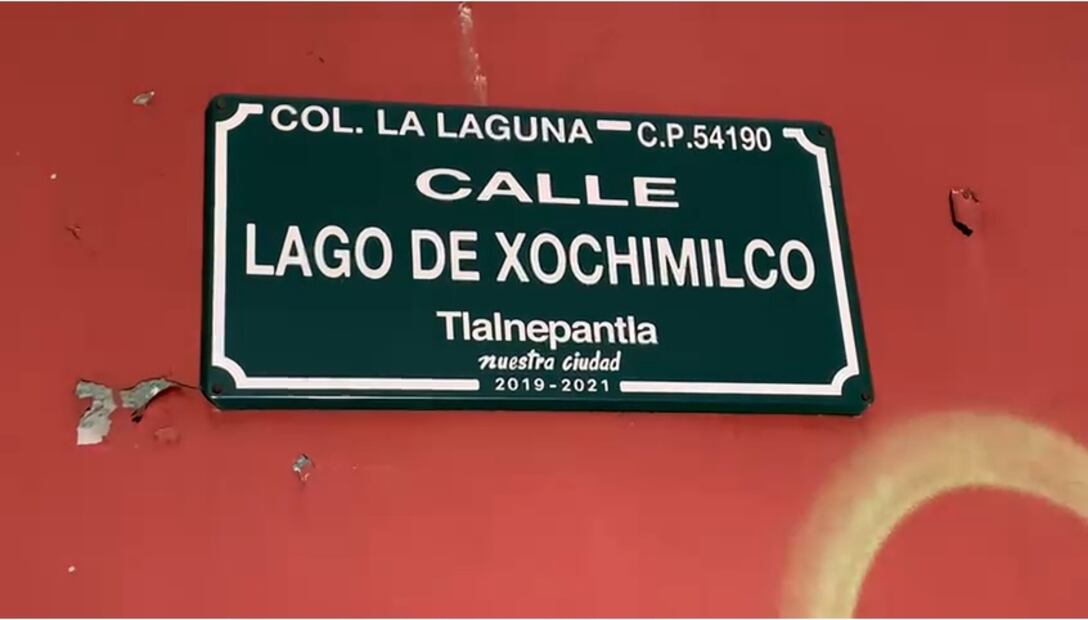 COL. LA LAGUNA - C.P.54190
CALLE
LAGO DE XOCHIMILCO
Tlalnepantla
nuestra ciudad
2019-2021